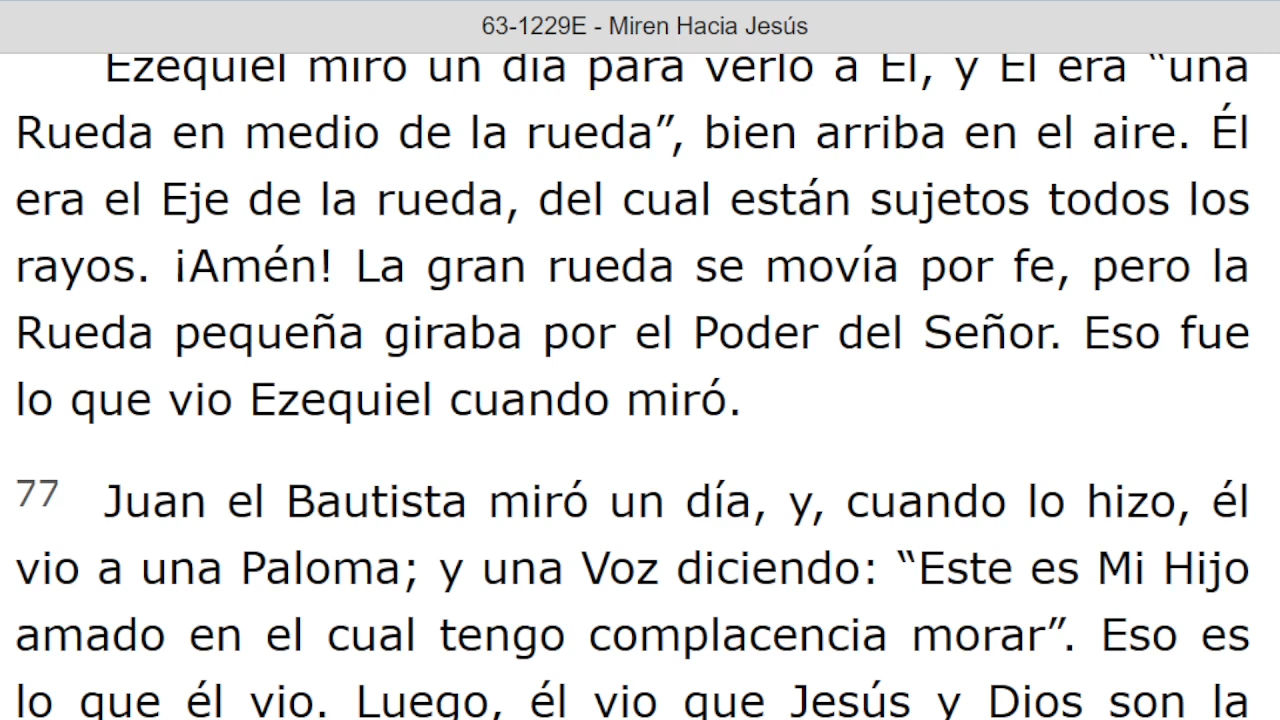 63-1229E - Miren Hacia Jesús
Ezequiel miró un día para verlo a Él, y Él era “una
Rueda en medio de la rueda”, bien arriba en el aire. Él
era el Eje de la rueda, del cual están sujetos todos los
rayos. ¡Amén! La gran rueda se movía por fe, pero la
Rueda pequeña giraba por el Poder del Señor. Eso fue
lo que vio Ezequiel cuando miró.
77 Juan el Bautista miró un día, y, cuando lo hizo, él
vio a una Paloma; y una Voz diciendo: “Este es Mi Hijo
amado en el cual tengo complacencia morar”. Eso es
lo que él vio. Luego, él vio que Jesús y Dios son la